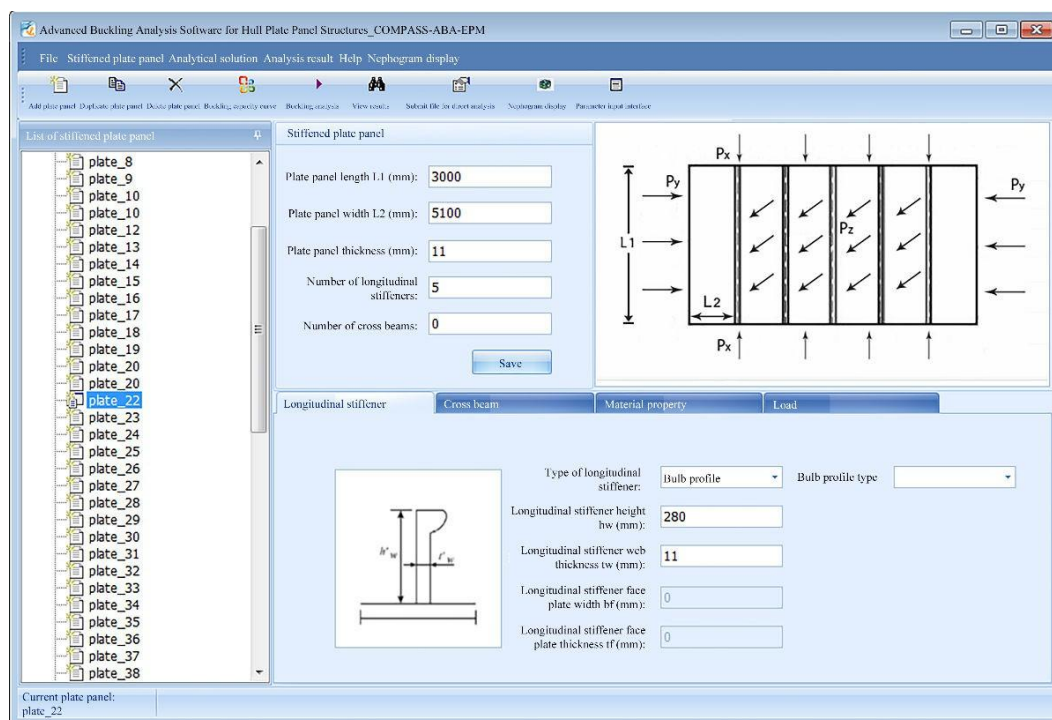 Advanced Buckling Analysis Software for Hull Plate Panel Structures_COMPASS-ABA-EPM
File Stiffened plate panel Analytical solution Analysis result Help Nephogram display
Add plate panel Duplicate plate panel Delete plate panel Buckling capacity curve Buckling analysis View results Submit file for direct analysis Nephogram display Parameter input interface
List of stiffened plate panel
plate_8
plate_9
plate_10
plate_10
plate_12
plate_13
plate_14
plate_15
plate_16
plate_17
plate_18
plate_19
plate_20
plate_20
plate_22
plate_23
plate_24
plate_25
plate_26
plate_27
plate_28
plate_29
plate_30
plate_31
plate_32
plate_33
plate_34
plate_35
plate_36
plate_37
plate_38
Stiffened plate panel
Plate panel length L1 (mm): 3000
Plate panel width L2 (mm): 5100
Plate panel thickness (mm): 11
Number of longitudinal
stiffeners: 5
Number of cross beams: 0
Save
Px
Py
Py
Pz
L1
L2
Px
Longitudinal stiffener Cross beam Material property Load
h'w
t'w
Type of longitudinal
stiffener: Bulb profile
Bulb profile type
Longitudinal stiffener height
hw (mm): 280
Longitudinal stiffener web
thickness tw (mm): 11
Longitudinal stiffener face
plate width bf (mm): 0
Longitudinal stiffener face
plate thickness tf (mm): 0
Current plate panel:
plate_22